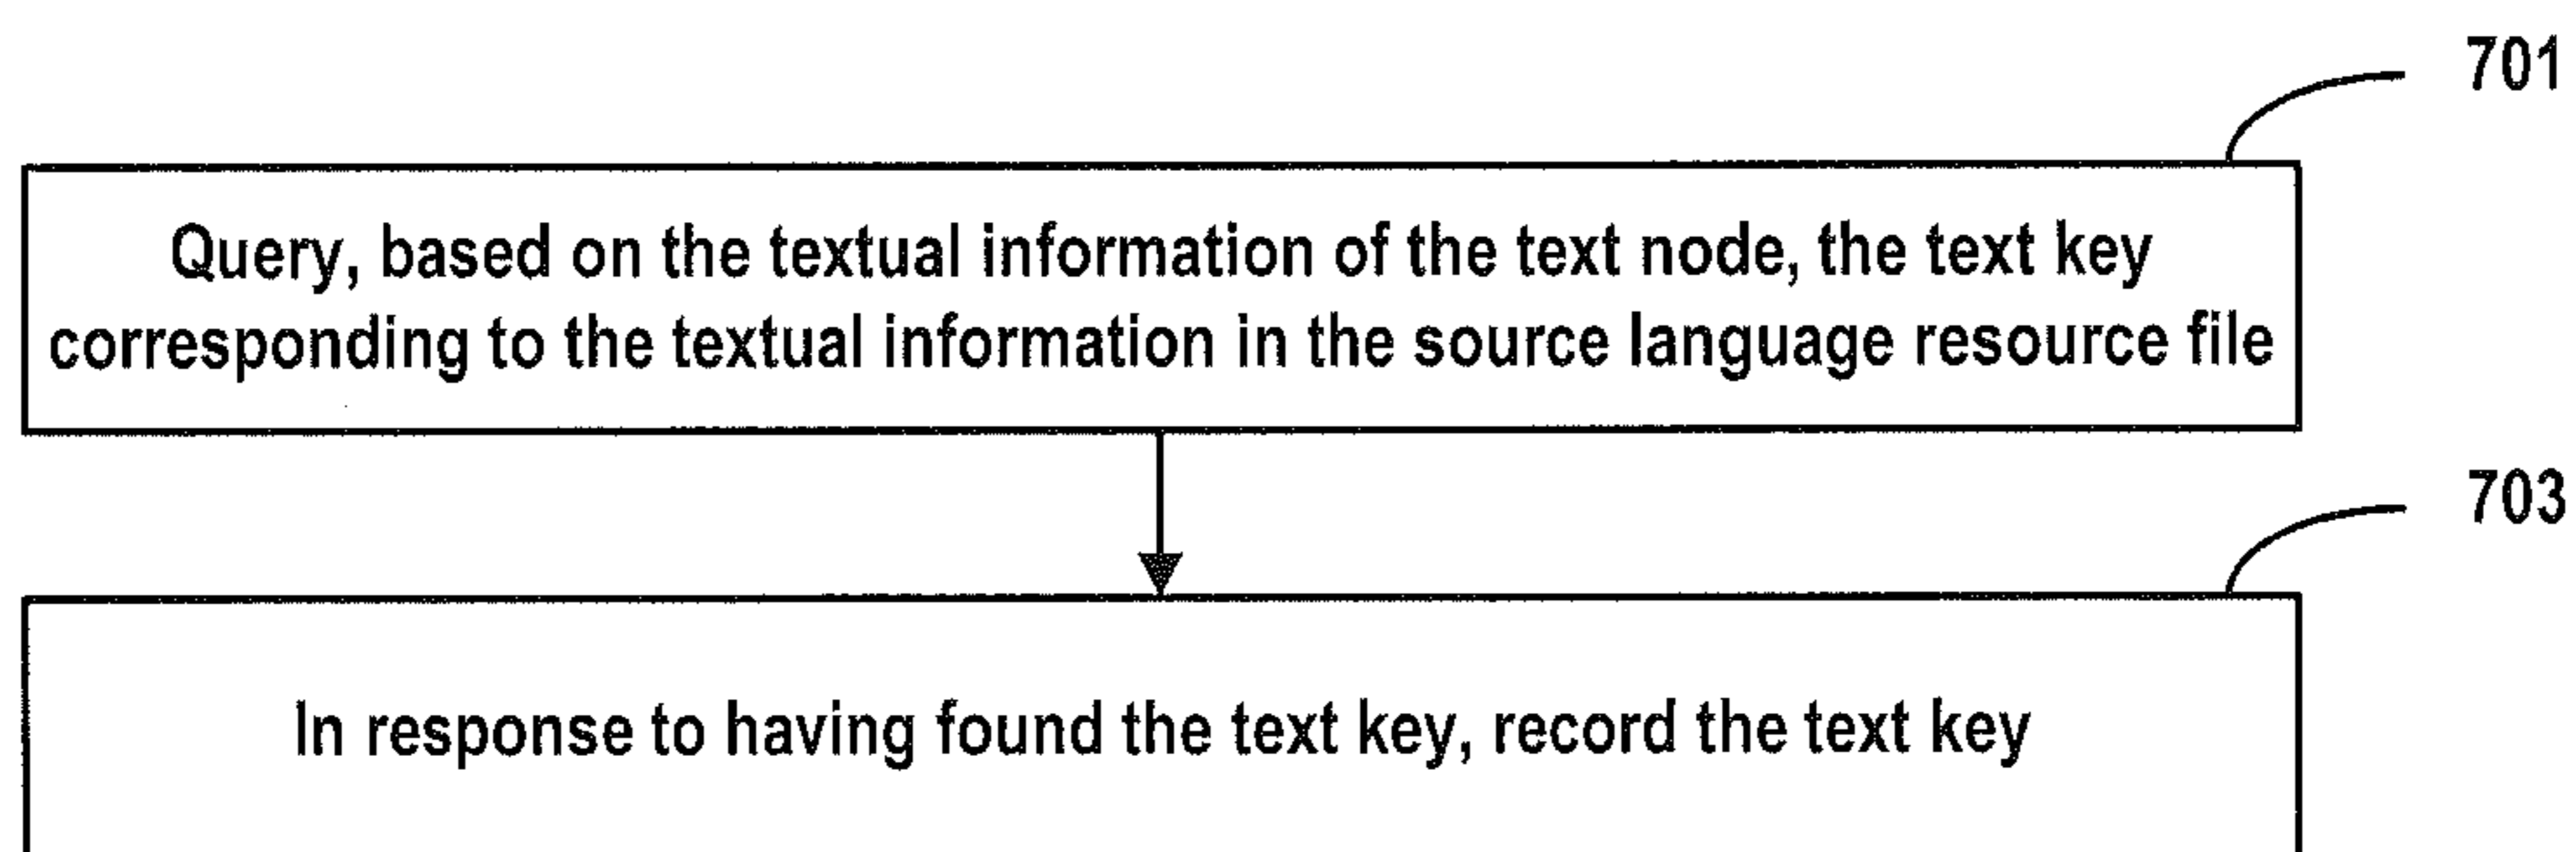 701
Query, based on the textual information of the text node, the text key
corresponding to the textual information in the source language resource file
703
In response to having found the text key, record the text key